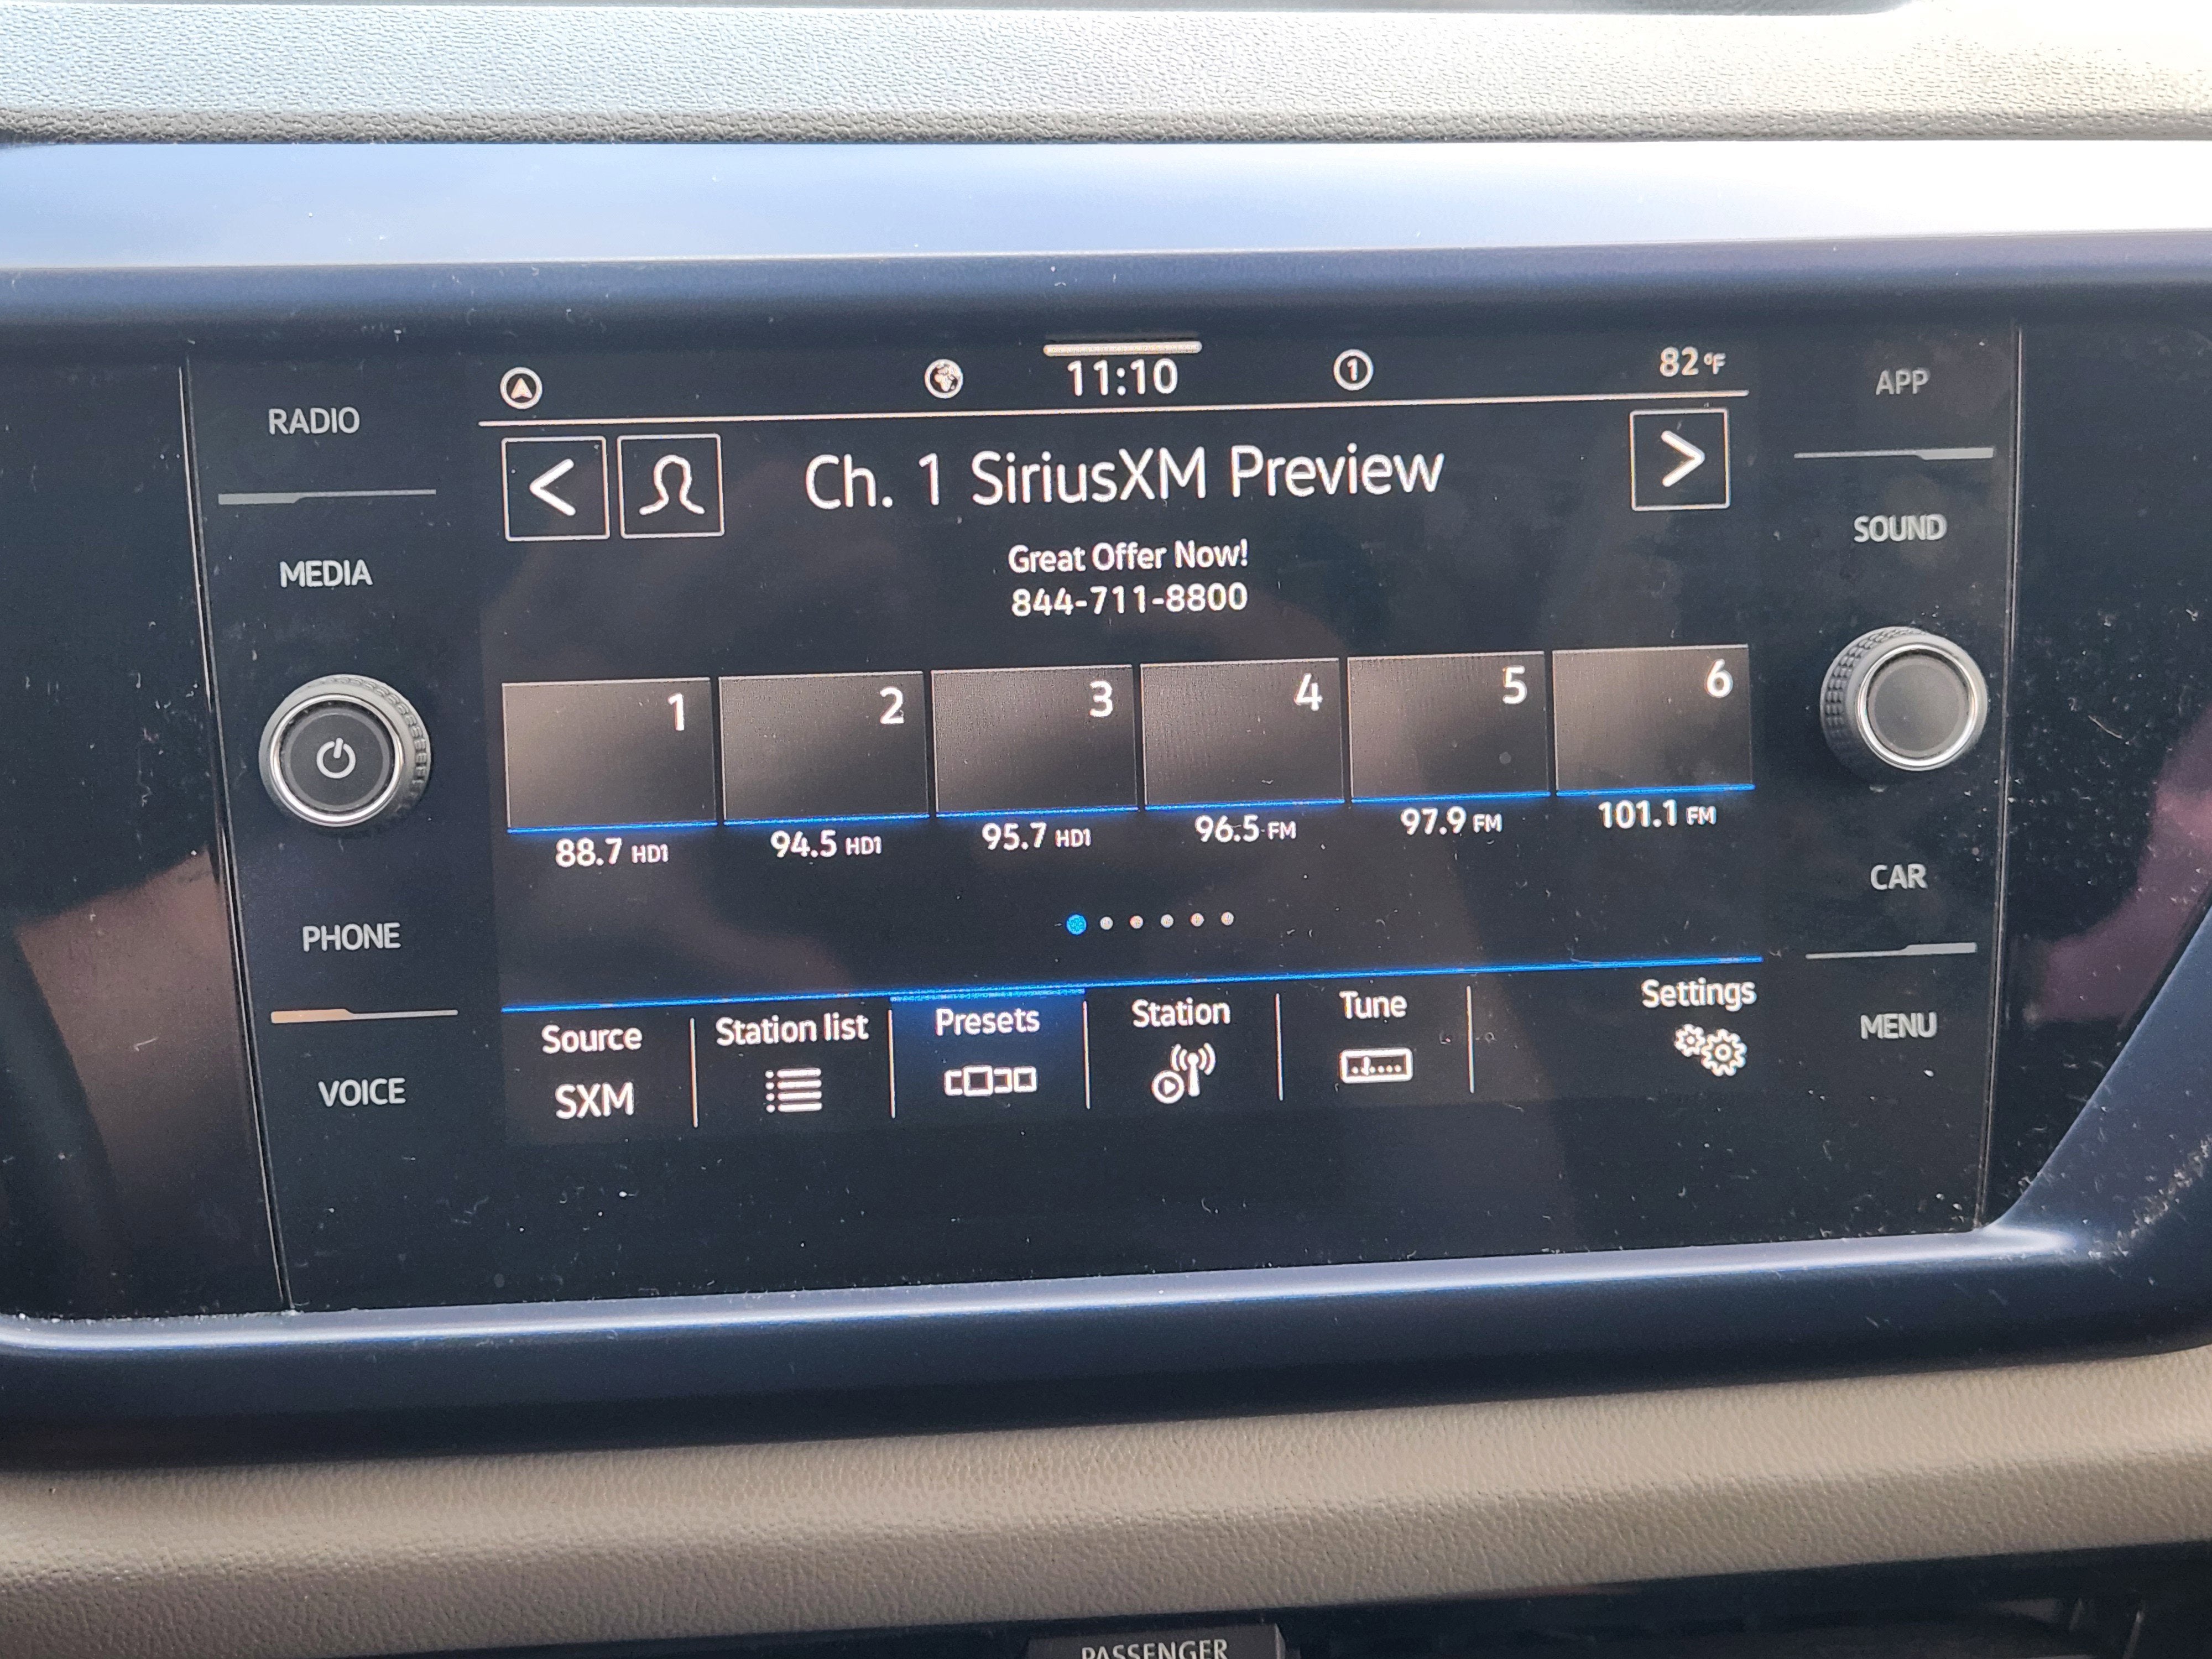 11:10
1
82°F
RADIO
MEDIA
PHONE
VOICE
Ch. 1 SiriusXM Preview
Great Offer Now!
844-711-8800
1
2
3
4
5
6
88.7 HD1
94.5 HD1
95.7 HD1
96.5 FM
97.9 FM
101.1 FM
Source
SXM
Station list
Presets
Station
Tune
Settings
APP
SOUND
CAR
MENU
PASSENGER